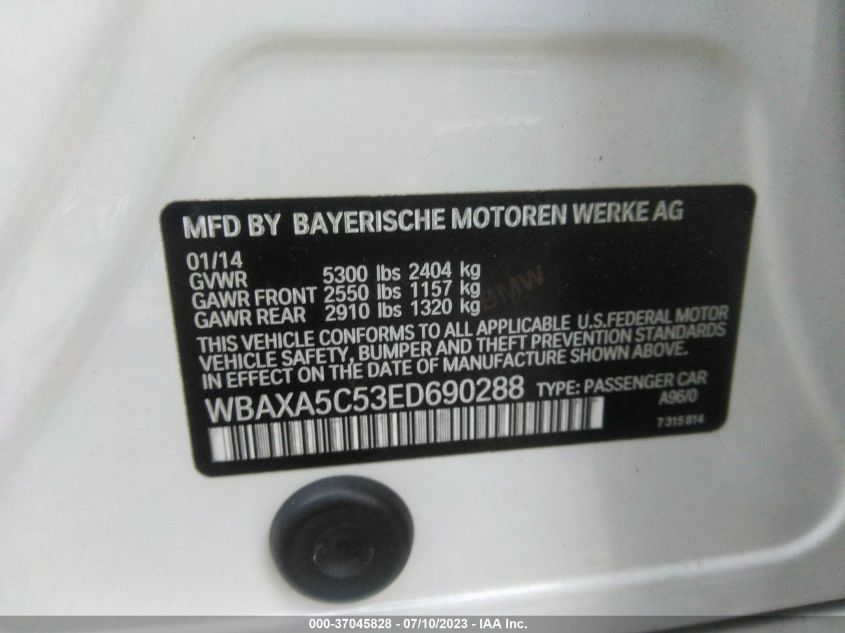 MFD BY BAYERISCHE MOTOREN WERKE AG
01/14
GVWR 5300 lbs 2404 kg
GAWR FRONT 2550 lbs 1157 kg
GAWR REAR 2910 lbs 1320 kg
BMW
THIS VEHICLE CONFORMS TO ALL APPLICABLE U.S.FEDERAL MOTOR
VEHICLE SAFETY, BUMPER AND THEFT PREVENTION STANDARDS
IN EFFECT ON THE DATE OF MANUFACTURE SHOWN ABOVE.
WBAXA5C53ED690288 TYPE: PASSENGER CAR
A96/0
7 315 814
000-37045828 - 07/10/2023 - IAA Inc.